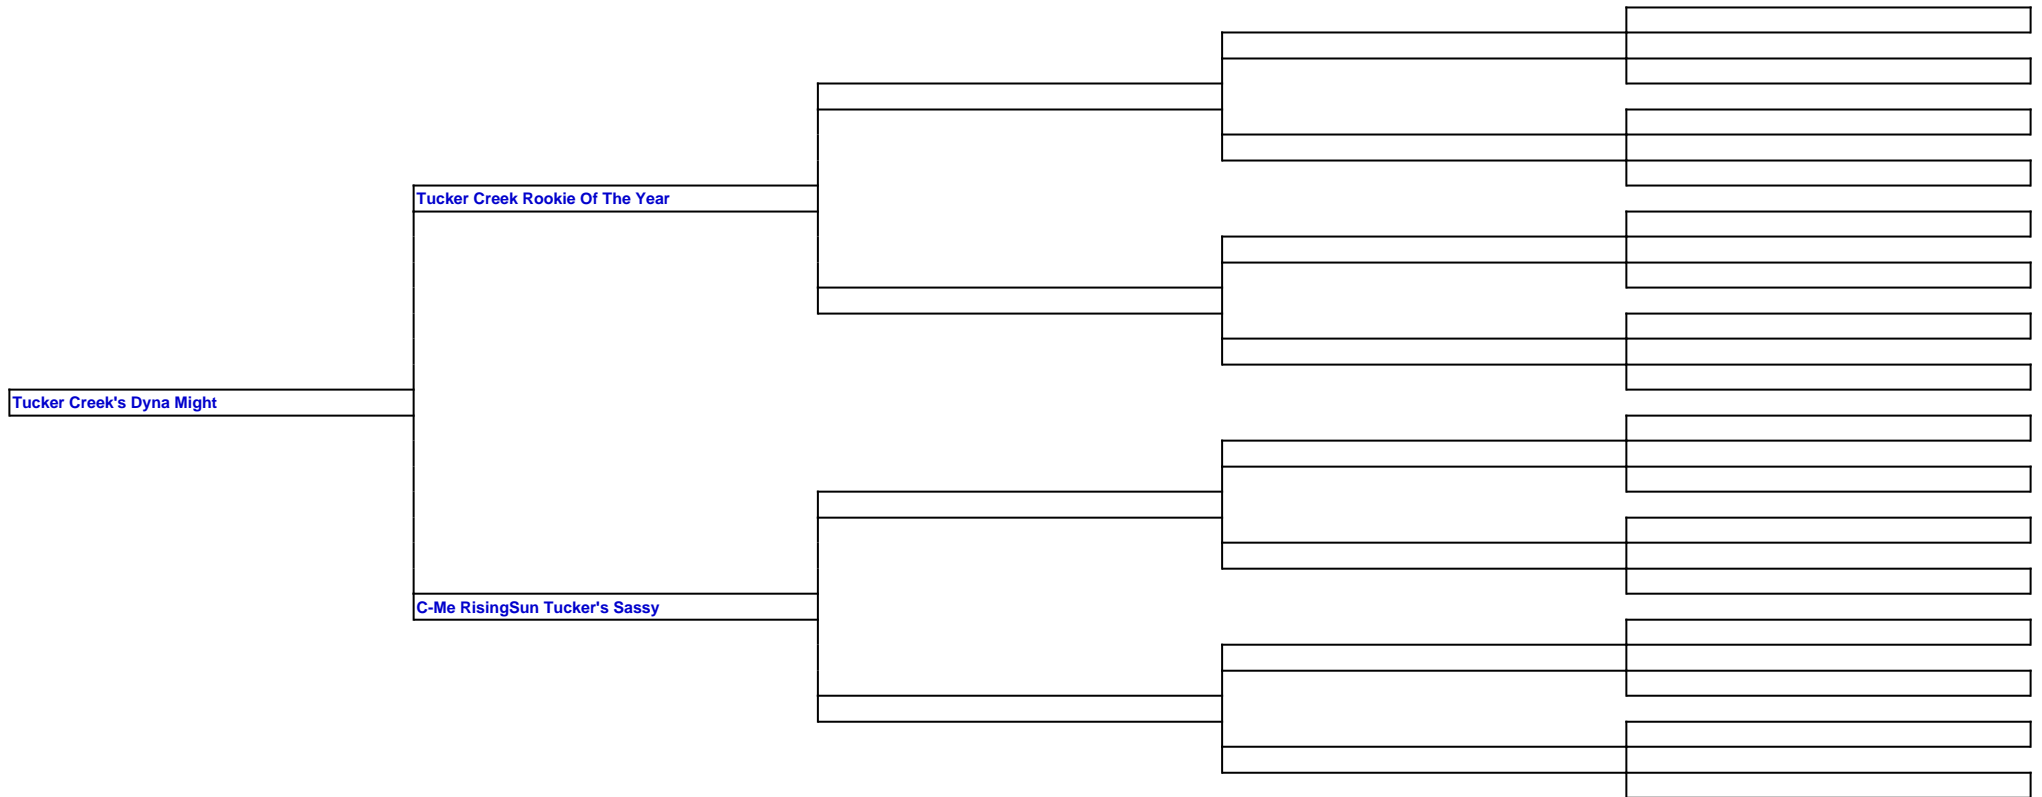 Tucker Creek Rookie Of The Year
Tucker Creek's Dyna Might
C-Me RisingSun Tucker's Sassy